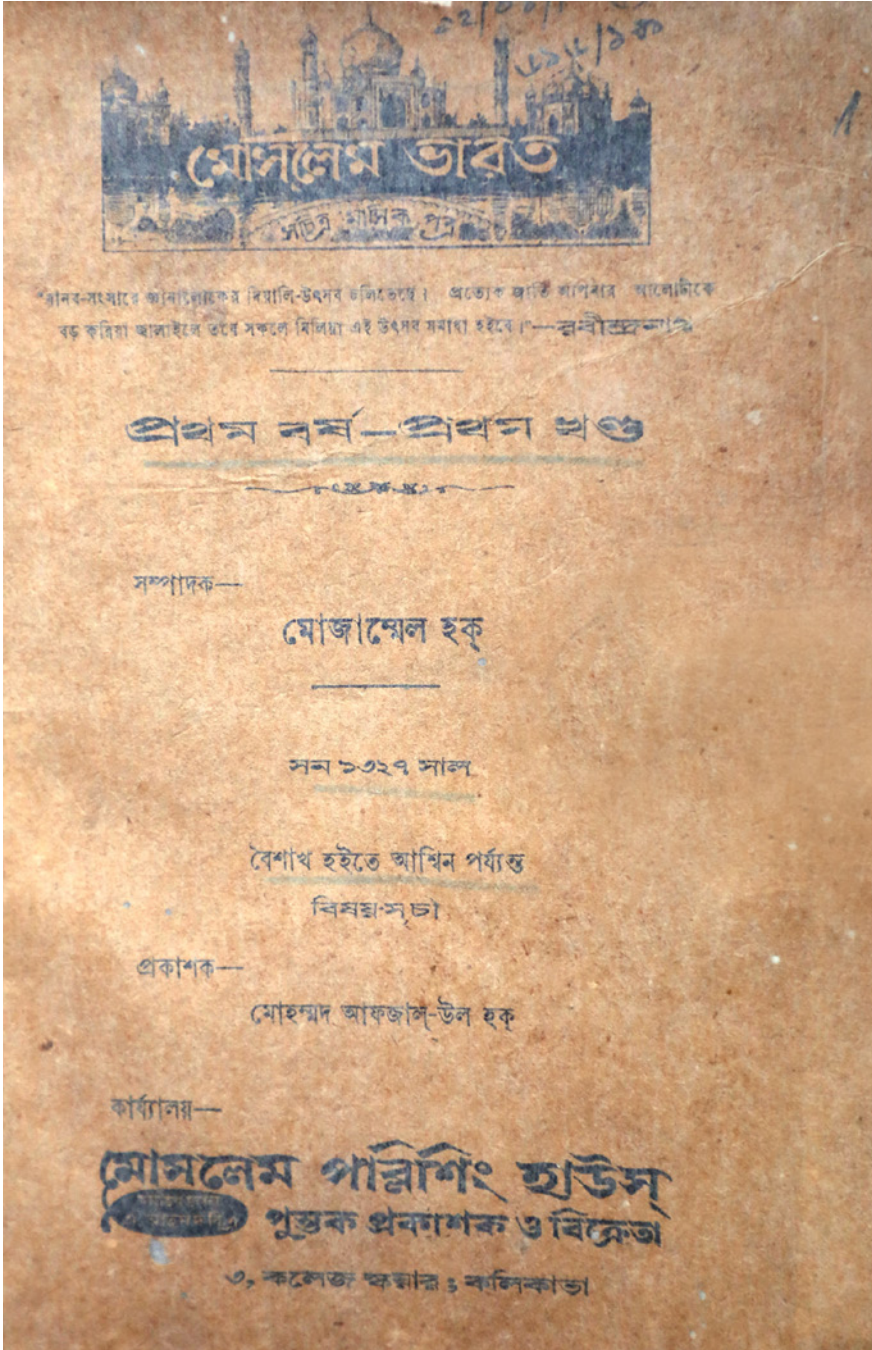 মোসলেম ভারত
সচিত্র মাসিক পত্র
"মানব-সংসারে জ্ঞানালোকের দিয়ালি-উৎসব চলিতেছে। প্রত্যেক জাতি আপনার আলোটীকে
বড় করিয়া জ্বালাইলে তবে সকলে মিলিয়া এই উৎসব সমাধা হইবে।"—রবীন্দ্রনাথ
প্রথম বর্ষ—প্রথম খণ্ড
সম্পাদক—
মোজাম্মেল হক্
সন ১৩২৭ সাল
বৈশাখ হইতে আশ্বিন পর্য্যন্ত
বিষয়-সূচী
প্রকাশক—
মোহম্মদ আফজাল্-উল হক্
কার্য্যালয়—
মোসলেম পাব্লিশিং হাউস্
পুস্তক প্রকাশক ও বিক্রেতা
৩, কলেজ স্কয়ার ; কলিকাতা